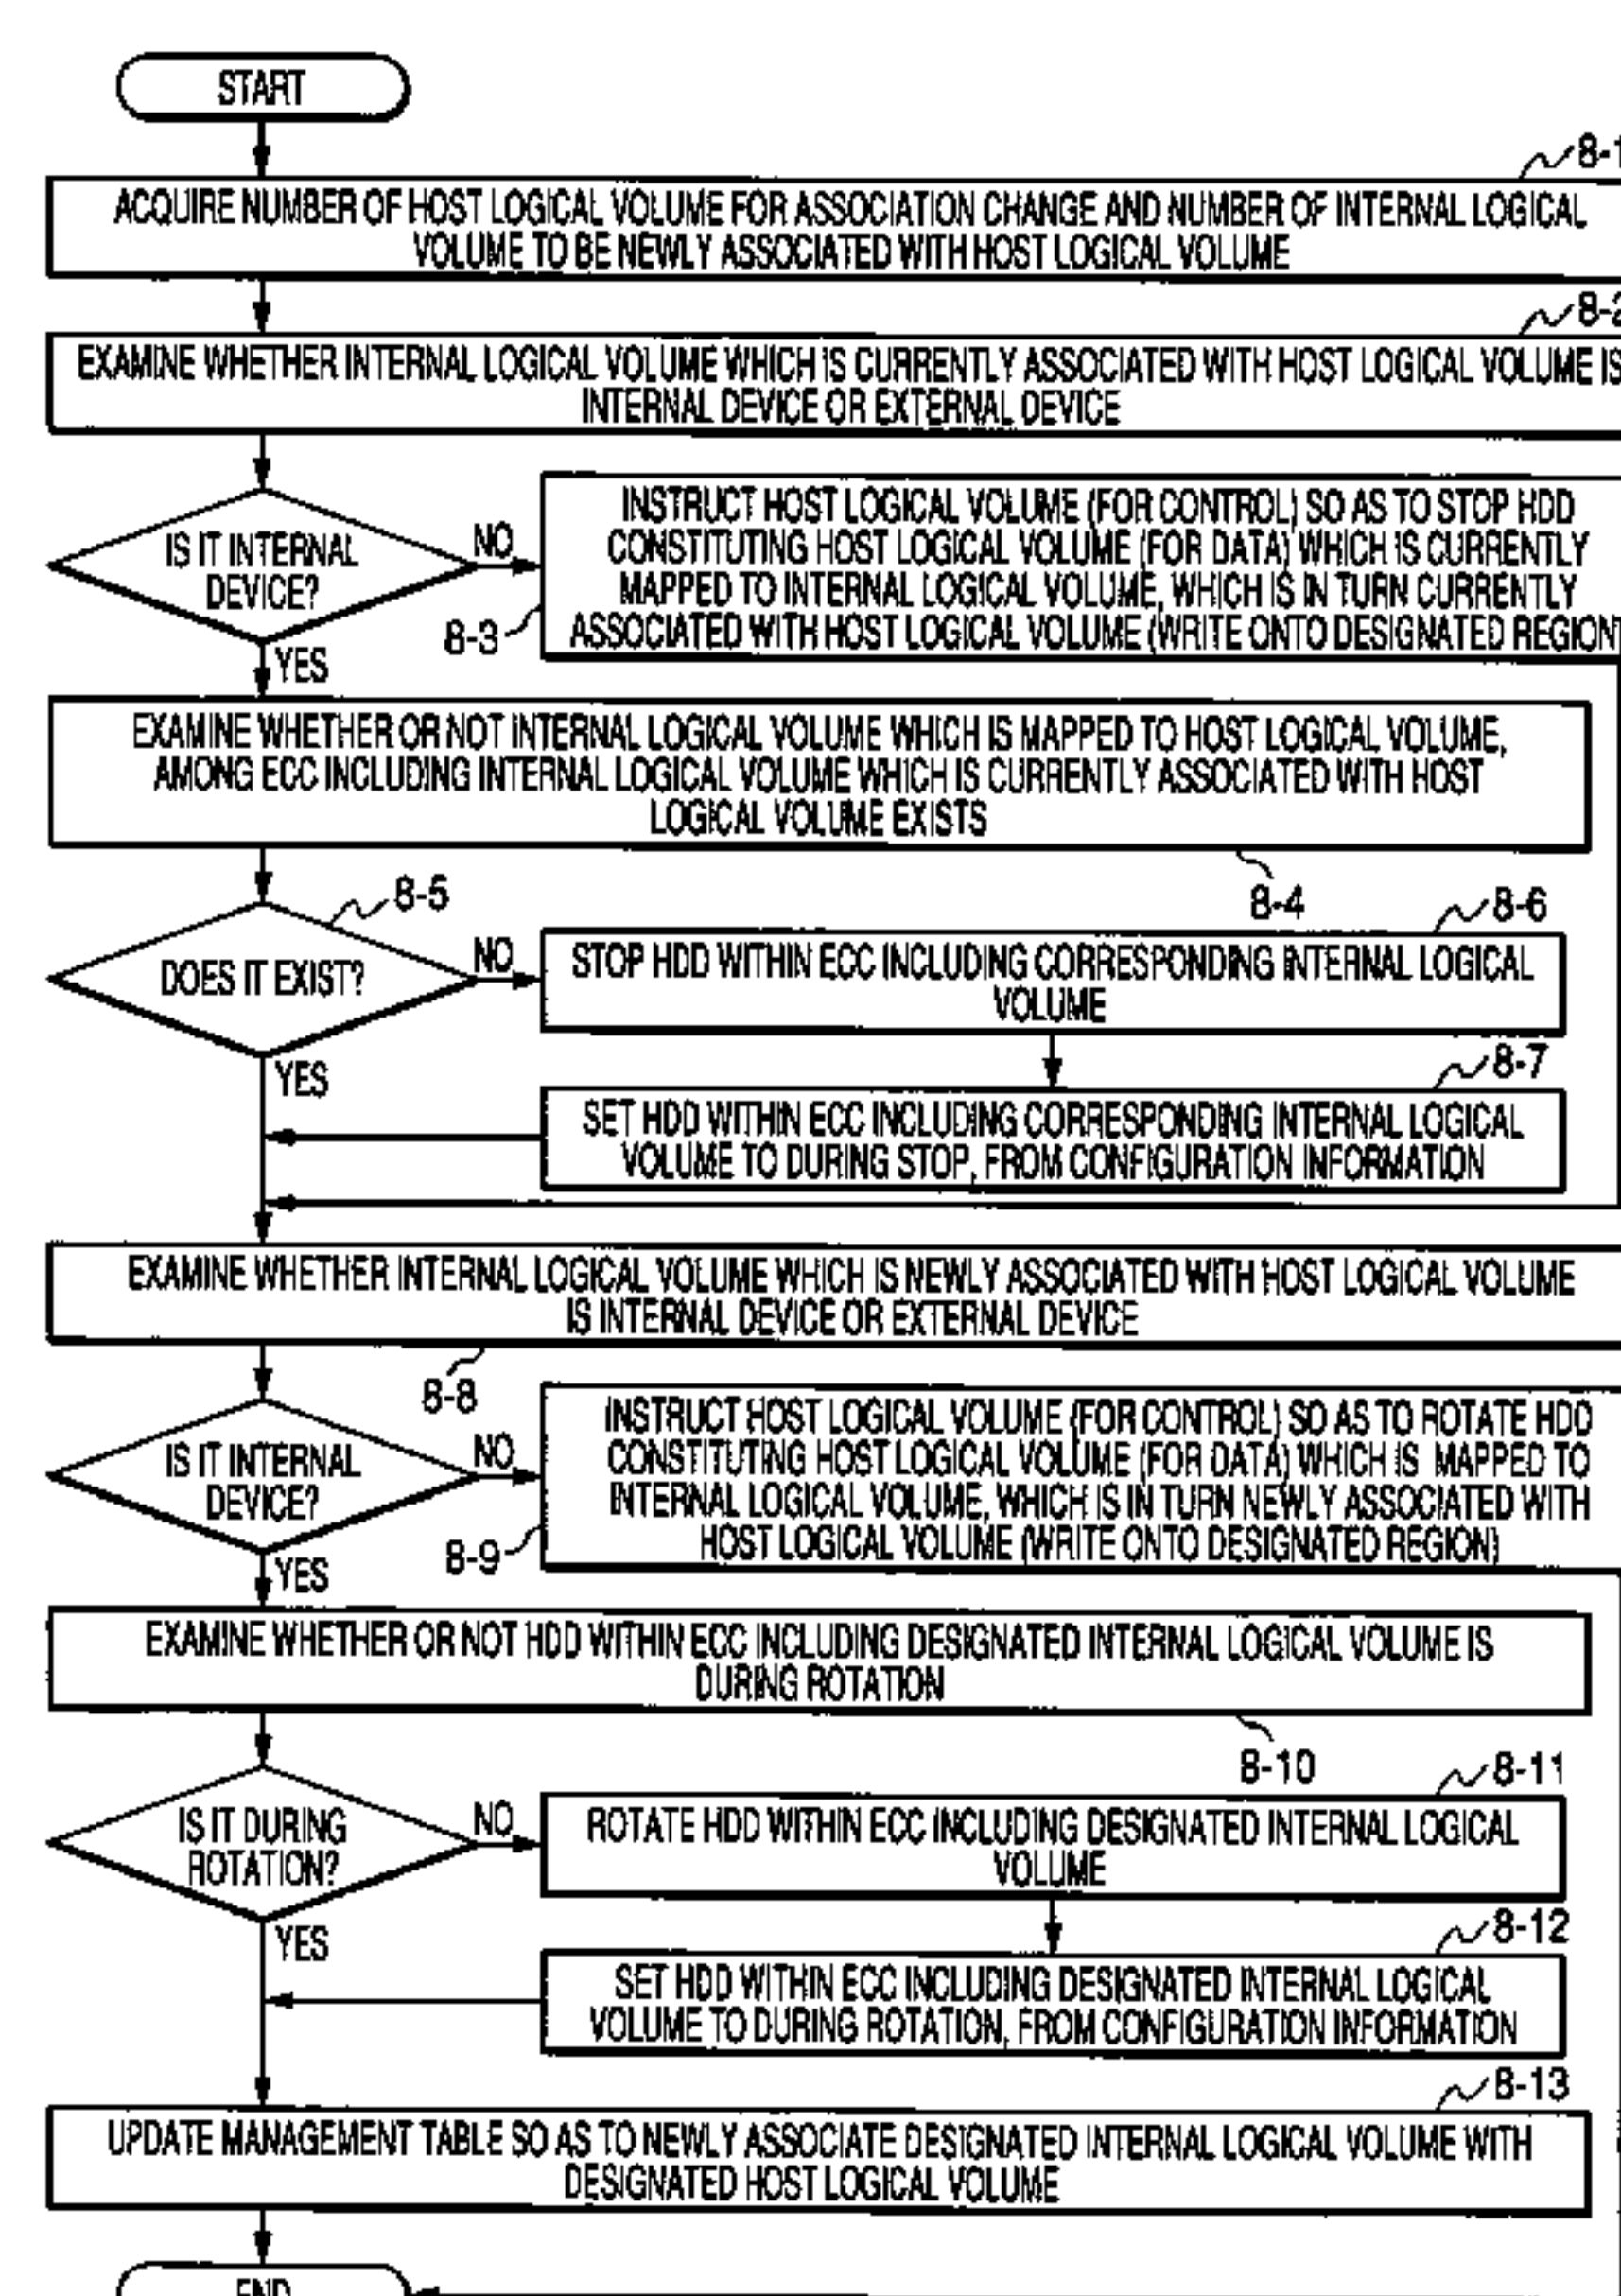 START
8-1
ACQUIRE NUMBER OF HOST LOGICAL VOLUME FOR ASSOCIATION CHANGE AND NUMBER OF INTERNAL LOGICAL
VOLUME TO BE NEWLY ASSOCIATED WITH HOST LOGICAL VOLUME
8-2
EXAMINE WHETHER INTERNAL LOGICAL VOLUME WHICH IS CURRENTLY ASSOCIATED WITH HOST LOGICAL VOLUME IS
INTERNAL DEVICE OR EXTERNAL DEVICE
IS IT INTERNAL
DEVICE?
NO
YES
8-3
INSTRUCT HOST LOGICAL VOLUME (FOR CONTROL) SO AS TO STOP HDD
CONSTITUTING HOST LOGICAL VOLUME (FOR DATA) WHICH IS CURRENTLY
MAPPED TO INTERNAL LOGICAL VOLUME, WHICH IS IN TURN CURRENTLY
ASSOCIATED WITH HOST LOGICAL VOLUME (WRITE ONTO DESIGNATED REGION
EXAMINE WHETHER OR NOT INTERNAL LOGICAL VOLUME WHICH IS MAPPED TO HOST LOGICAL VOLUME,
AMONG ECC INCLUDING INTERNAL LOGICAL VOLUME WHICH IS CURRENTLY ASSOCIATED WITH HOST
LOGICAL VOLUME EXISTS
8-4
8-5
DOES IT EXIST?
NO
YES
8-6
STOP HDD WITHIN ECC INCLUDING CORRESPONDING INTERNAL LOGICAL
VOLUME
8-7
SET HDD WITHIN ECC INCLUDING CORRESPONDING INTERNAL LOGICAL
VOLUME TO DURING STOP, FROM CONFIGURATION INFORMATION
EXAMINE WHETHER INTERNAL LOGICAL VOLUME WHICH IS NEWLY ASSOCIATED WITH HOST LOGICAL VOLUME
IS INTERNAL DEVICE OR EXTERNAL DEVICE
8-8
IS IT INTERNAL
DEVICE?
NO
YES
8-9
INSTRUCT HOST LOGICAL VOLUME (FOR CONTROL) SO AS TO ROTATE HDD
CONSTITUTING HOST LOGICAL VOLUME (FOR DATA) WHICH IS MAPPED TO
INTERNAL LOGICAL VOLUME, WHICH IS IN TURN NEWLY ASSOCIATED WITH
HOST LOGICAL VOLUME (WRITE ONTO DESIGNATED REGION)
EXAMINE WHETHER OR NOT HDD WITHIN ECC INCLUDING DESIGNATED INTERNAL LOGICAL VOLUME IS
DURING ROTATION
8-10
IS IT DURING
ROTATION?
NO
YES
8-11
ROTATE HDD WITHIN ECC INCLUDING DESIGNATED INTERNAL LOGICAL
VOLUME
8-12
SET HDD WITHIN ECC INCLUDING DESIGNATED INTERNAL LOGICAL
VOLUME TO DURING ROTATION, FROM CONFIGURATION INFORMATION
8-13
UPDATE MANAGEMENT TABLE SO AS TO NEWLY ASSOCIATE DESIGNATED INTERNAL LOGICAL VOLUME WITH
DESIGNATED HOST LOGICAL VOLUME
END